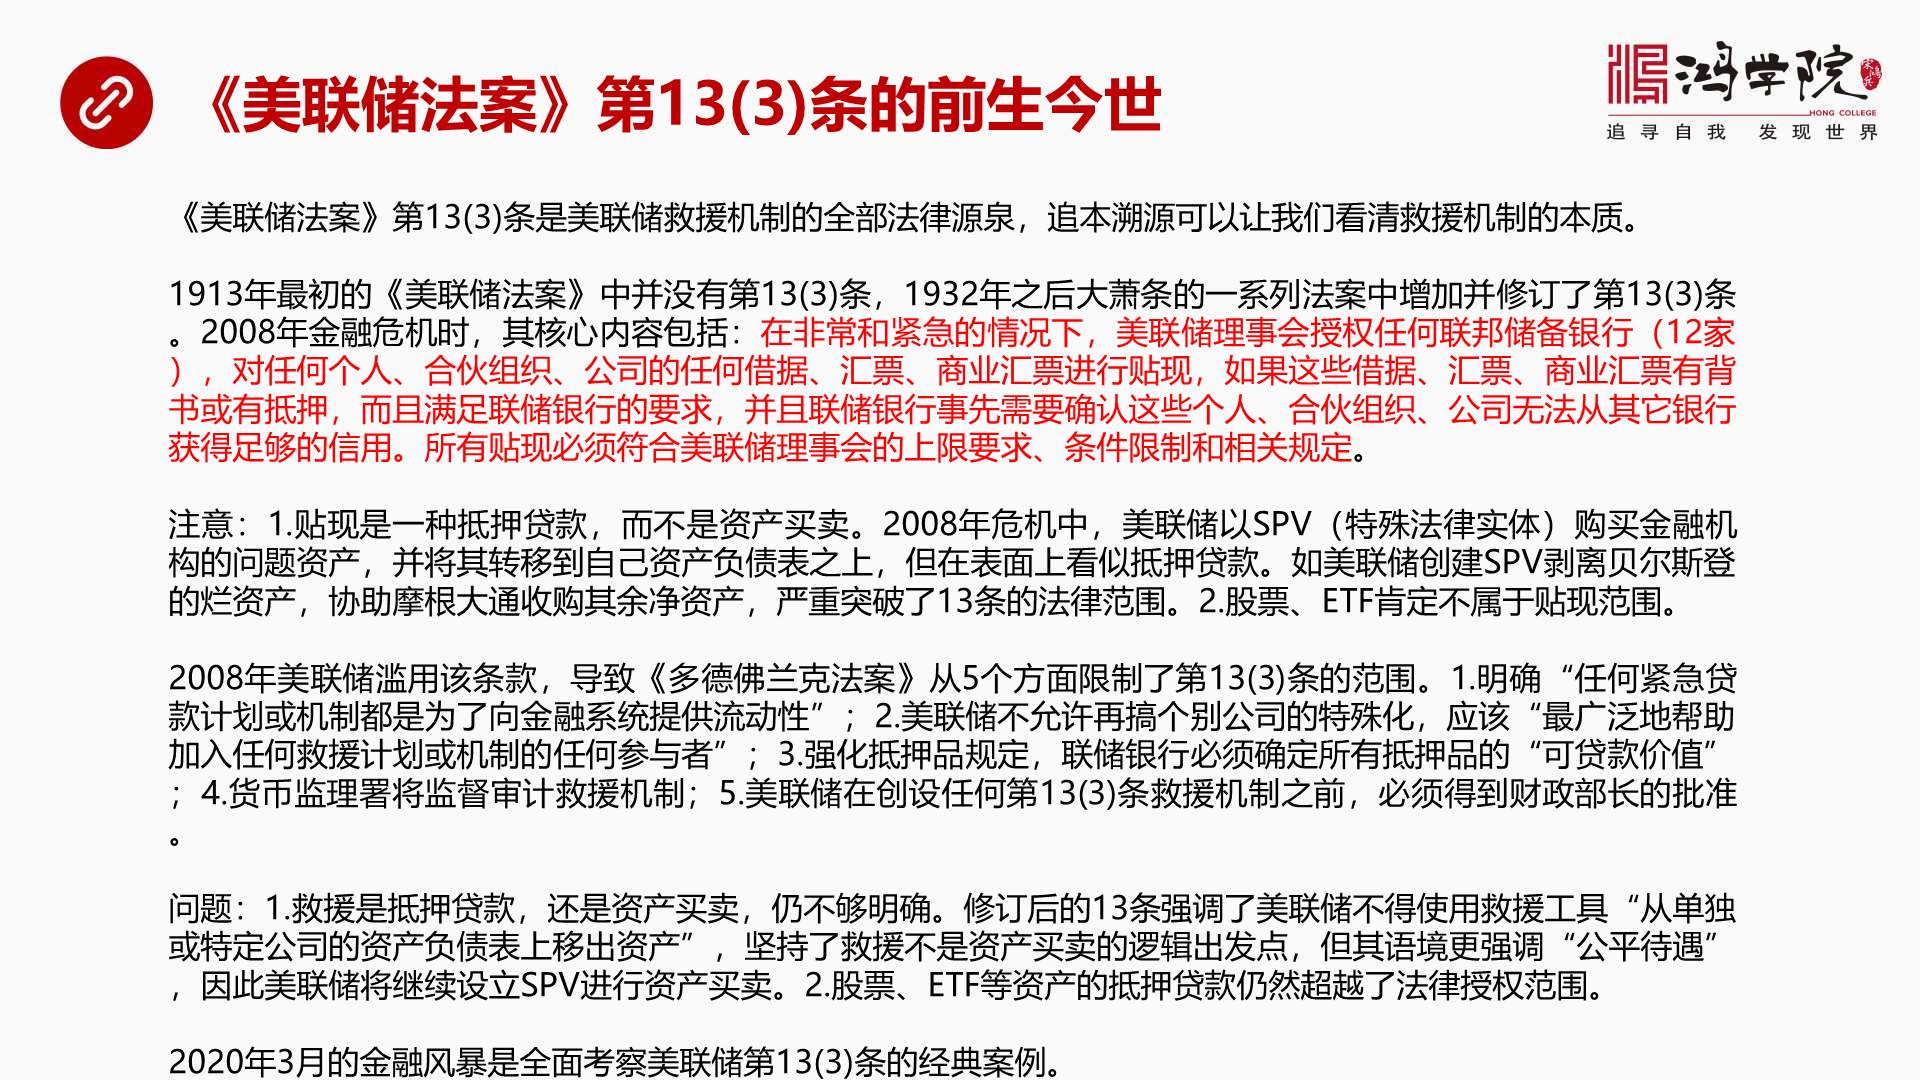 《美联储法案》第13(3)条的前生今世
鸿学院
宋鸿兵
HONG COLLEGE
追寻自我 发现世界
《美联储法案》第13(3)条是美联储救援机制的全部法律源泉，追本溯源可以让我们看清救援机制的本质。
1913年最初的《美联储法案》中并没有第13(3)条，1932年之后大萧条的一系列法案中增加并修订了第13(3)条
。2008年金融危机时，其核心内容包括：在非常和紧急的情况下，美联储理事会授权任何联邦储备银行（12家
），对任何个人、合伙组织、公司的任何借据、汇票、商业汇票进行贴现，如果这些借据、汇票、商业汇票有背
书或有抵押，而且满足联储银行的要求，并且联储银行事先需要确认这些个人、合伙组织、公司无法从其它银行
获得足够的信用。所有贴现必须符合美联储理事会的上限要求、条件限制和相关规定。
注意：1.贴现是一种抵押贷款，而不是资产买卖。2008年危机中，美联储以SPV（特殊法律实体）购买金融机
构的问题资产，并将其转移到自己资产负债表之上，但在表面上看似抵押贷款。如美联储创建SPV剥离贝尔斯登
的烂资产，协助摩根大通收购其余净资产，严重突破了13条的法律范围。2.股票、ETF肯定不属于贴现范围。
2008年美联储滥用该条款，导致《多德佛兰克法案》从5个方面限制了第13(3)条的范围。1.明确“任何紧急贷
款计划或机制都是为了向金融系统提供流动性”；2.美联储不允许再搞个别公司的特殊化，应该“最广泛地帮助
加入任何救援计划或机制的任何参与者”；3.强化抵押品规定，联储银行必须确定所有抵押品的“可贷款价值”
；4.货币监理署将监督审计救援机制；5.美联储在创设任何第13(3)条救援机制之前，必须得到财政部长的批准
。
问题：1.救援是抵押贷款，还是资产买卖，仍不够明确。修订后的13条强调了美联储不得使用救援工具“从单独
或特定公司的资产负债表上移出资产”，坚持了救援不是资产买卖的逻辑出发点，但其语境更强调“公平待遇”
，因此美联储将继续设立SPV进行资产买卖。2.股票、ETF等资产的抵押贷款仍然超越了法律授权范围。
2020年3月的金融风暴是全面考察美联储第13(3)条的经典案例。